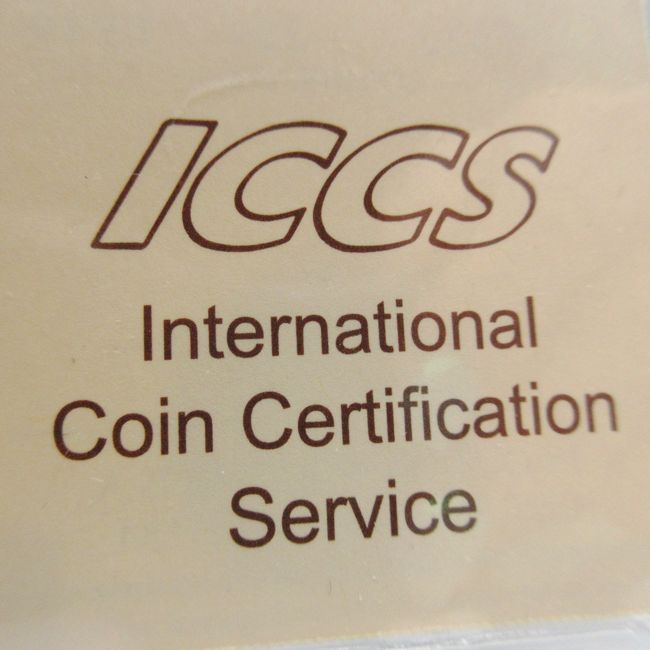 ICCS
International
Coin Certification
Service